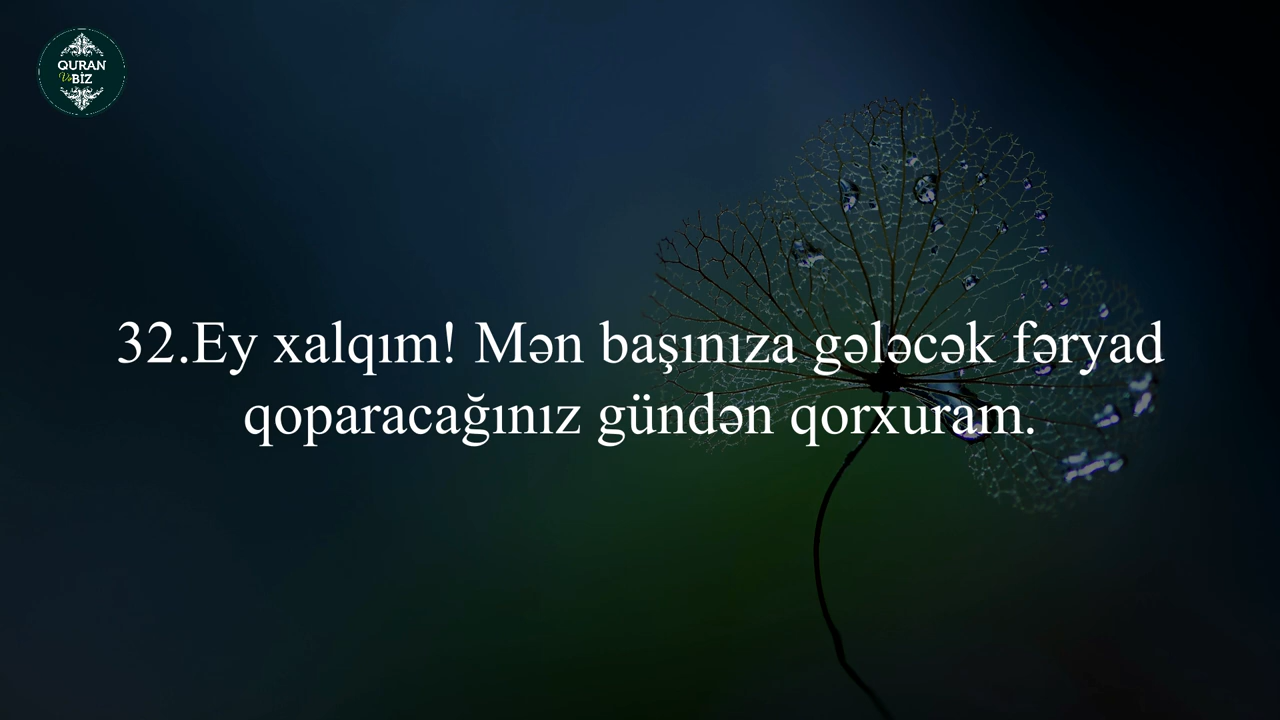 QURAN
Və BİZ
32.Ey xalqım! Mən başınıza gələcək fəryad
qoparacağınız gündən qorxuram.